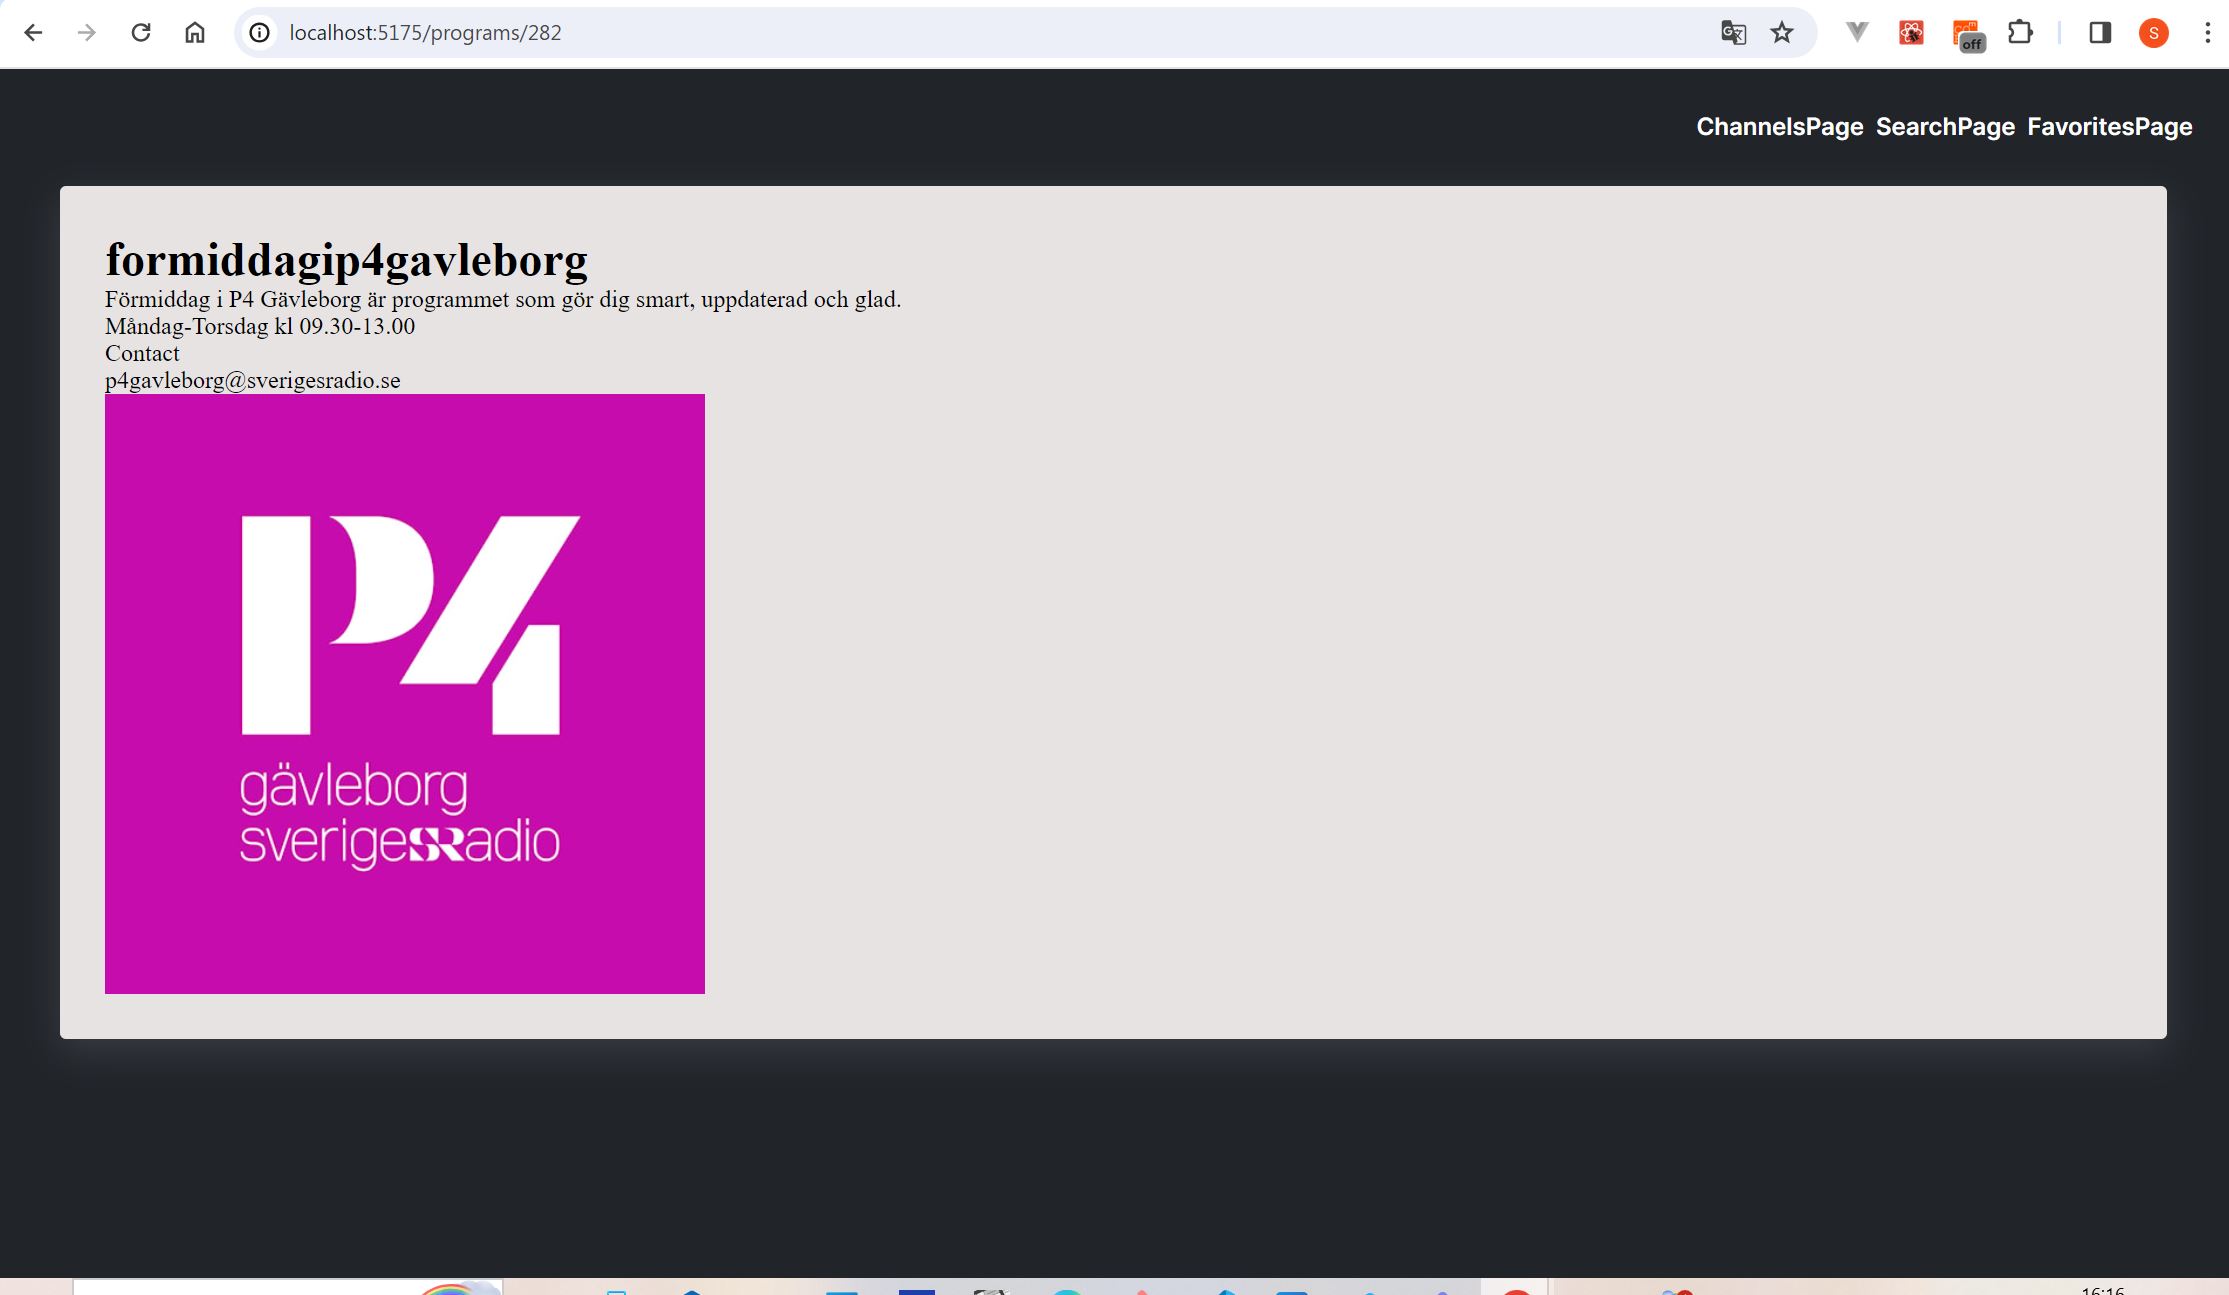 localhost:5175/programs/282
off
S
ChannelsPage SearchPage FavoritesPage
formiddagip4gavleborg
Förmiddag i P4 Gävleborg är programmet som gör dig smart, uppdaterad och glad.
Måndag-Torsdag kl 09.30-13.00
Contact
p4gavleborg@sverigesradio.se
P4
gävleborg
sverigesSRadio
16:16